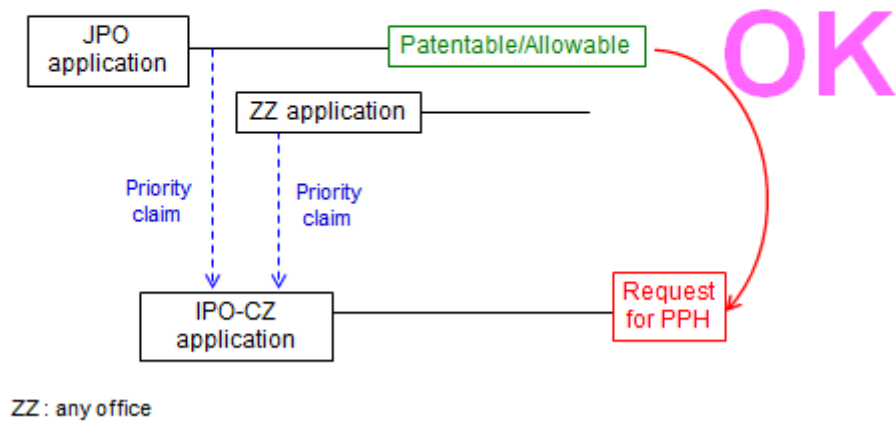 JPO
application
Patentable/Allowable
OK
ZZ application
Priority
claim
Priority
claim
IPO-CZ
application
Request
for PPH
ZZ : any office